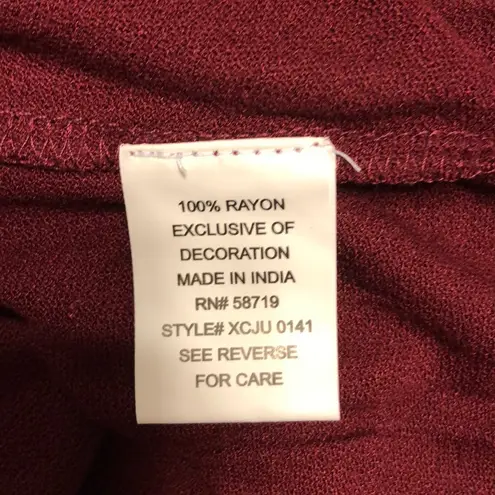 100% RAYON
EXCLUSIVE OF
DECORATION
MADE IN INDIA
RN# 58719
STYLE# XCJU 0141
SEE REVERSE
FOR CARE